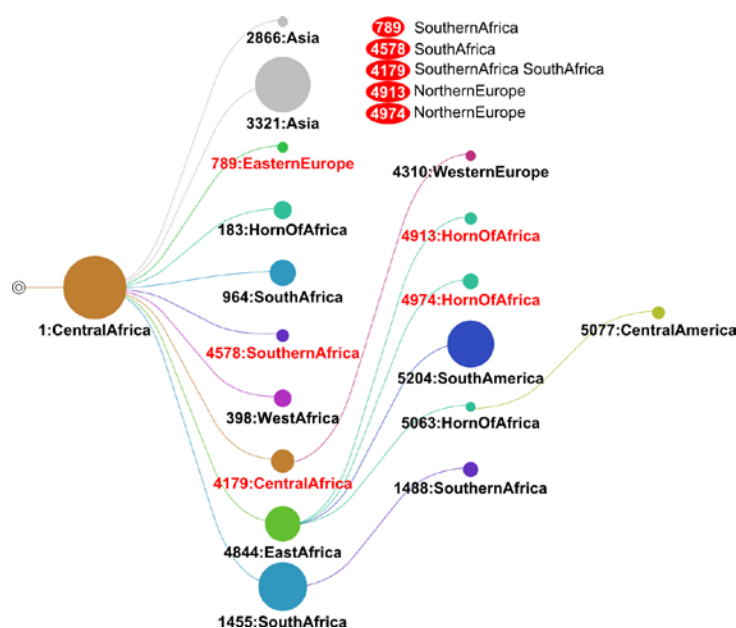 2866:Asia
3321:Asia
789:EasternEurope
183:HornOfAfrica
964:SouthAfrica
1:CentralAfrica
4578:SouthernAfrica
398:WestAfrica
4179:CentralAfrica
4844:EastAfrica
1455:SouthAfrica
789 SouthernAfrica
4578 SouthAfrica
4179 SouthernAfrica SouthAfrica
4913 NorthernEurope
4974 NorthernEurope
4310:WesternEurope
4913:HornOfAfrica
4974:HornOfAfrica
5204:SouthAmerica
5063:HornOfAfrica
1488:SouthernAfrica
5077:CentralAmerica